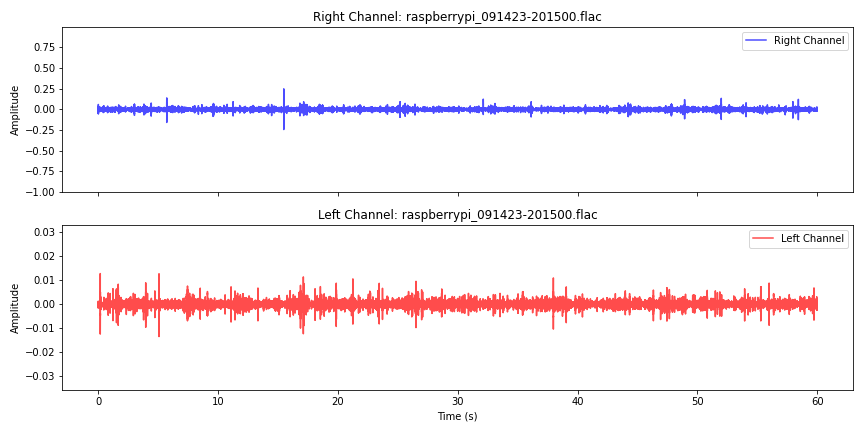 Right Channel: raspberrypi_091423-201500.flac
Right Channel
Amplitude
0.75
0.50
0.25
0.00
−0.25
−0.50
−0.75
−1.00
Left Channel: raspberrypi_091423-201500.flac
Left Channel
Amplitude
0.03
0.02
0.01
0.00
−0.01
−0.02
−0.03
0 10 20 30 40 50 60
Time (s)